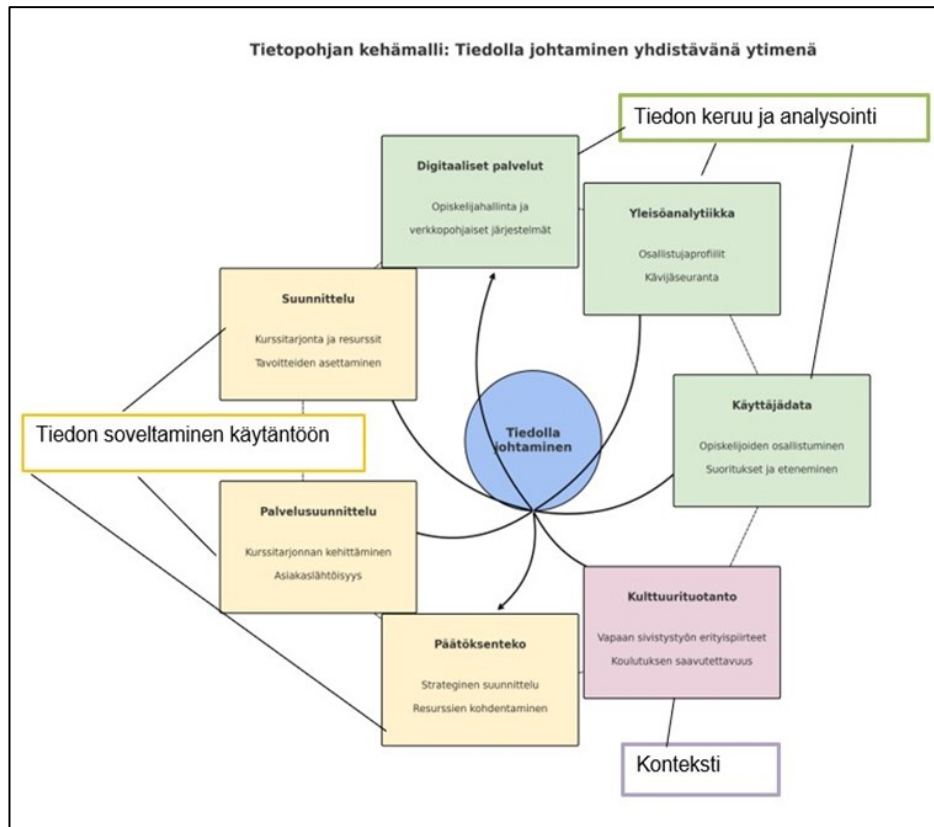 Tietopohjan kehämalli: Tiedolla johtaminen yhdistävänä ytimenä
Tiedon keruu ja analysointi
Digitaaliset palvelut
Opiskelijahallinta ja
verkkopohjaiset järjestelmät
Yleisöanalytiikka
Osallistujaprofiilit
Kävijäseuranta
Suunnittelu
Kurssitarjonta ja resurssit
Tavoitteiden asettaminen
Tiedolla
johtaminen
Käyttäjädata
Opiskelijoiden osallistuminen
Suoritukset ja eteneminen
Tiedon soveltaminen käytäntöön
Palvelusuunnittelu
Kurssitarjonnan kehittäminen
Asiakaslähtöisyys
Kulttuurituotanto
Vapaan sivistystyön erityispiirteet
Koulutuksen saavutettavuus
Päätöksenteko
Strateginen suunnittelu
Resurssien kohdentaminen
Konteksti